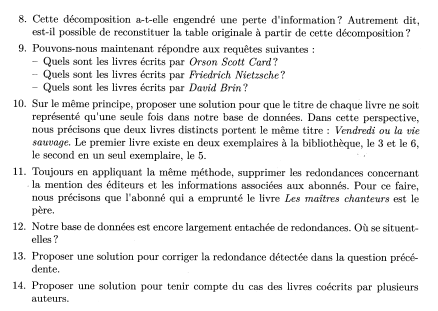 8. Cette décomposition a-t-elle engendré une perte d'information ? Autrement dit,
est-il possible de reconstituer la table originale à partir de cette décomposition ?
9. Pouvons-nous maintenant répondre aux requêtes suivantes :
– Quels sont les livres écrits par Orson Scott Card ?
– Quels sont les livres écrits par Friedrich Nietzsche ?
– Quels sont les livres écrits par David Brin ?
10. Sur le même principe, proposer une solution pour que le titre de chaque livre ne soit
représenté qu'une seule fois dans notre base de données. Dans cette perspective,
nous précisons que deux livres distincts portent le même titre : Vendredi ou la vie
sauvage. Le premier livre existe en deux exemplaires à la bibliothèque, le 3 et le 6,
le second en un seul exemplaire, le 5.
11. Toujours en appliquant la même méthode, supprimer les redondances concernant
la mention des éditeurs et les informations associées aux abonnés. Pour ce faire,
nous précisons que l'abonné qui a emprunté le livre Les maîtres chanteurs est le
père.
12. Notre base de données est encore largement entachée de redondances. Où se situent-
elles ?
13. Proposer une solution pour corriger la redondance détectée dans la question précé-
dente.
14. Proposer une solution pour tenir compte du cas des livres coécrits par plusieurs
auteurs.